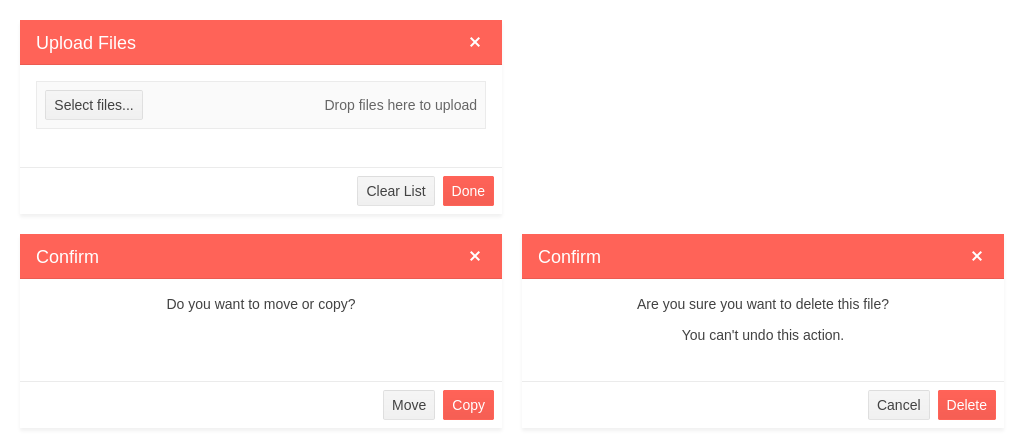 Upload Files
Select files...
Drop files here to upload
Clear List
Done
Confirm
Do you want to move or copy?
Move
Copy
Confirm
Are you sure you want to delete this file?
You can't undo this action.
Cancel
Delete